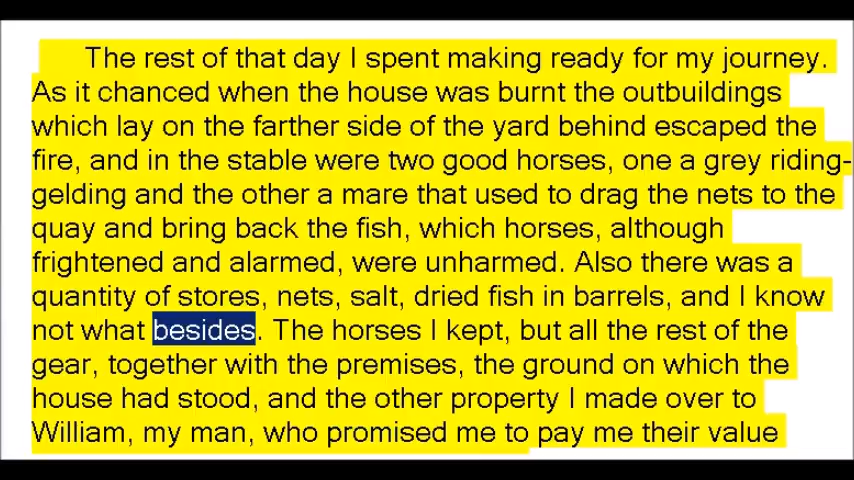 The rest of that day I spent making ready for my journey.
As it chanced when the house was burnt the outbuildings
which lay on the farther side of the yard behind escaped the
fire, and in the stable were two good horses, one a grey riding-
gelding and the other a mare that used to drag the nets to the
quay and bring back the fish, which horses, although
frightened and alarmed, were unharmed. Also there was a
quantity of stores, nets, salt, dried fish in barrels, and I know
not what besides. The horses I kept, but all the rest of the
gear, together with the premises, the ground on which the
house had stood, and the other property I made over to
William, my man, who promised me to pay me their value